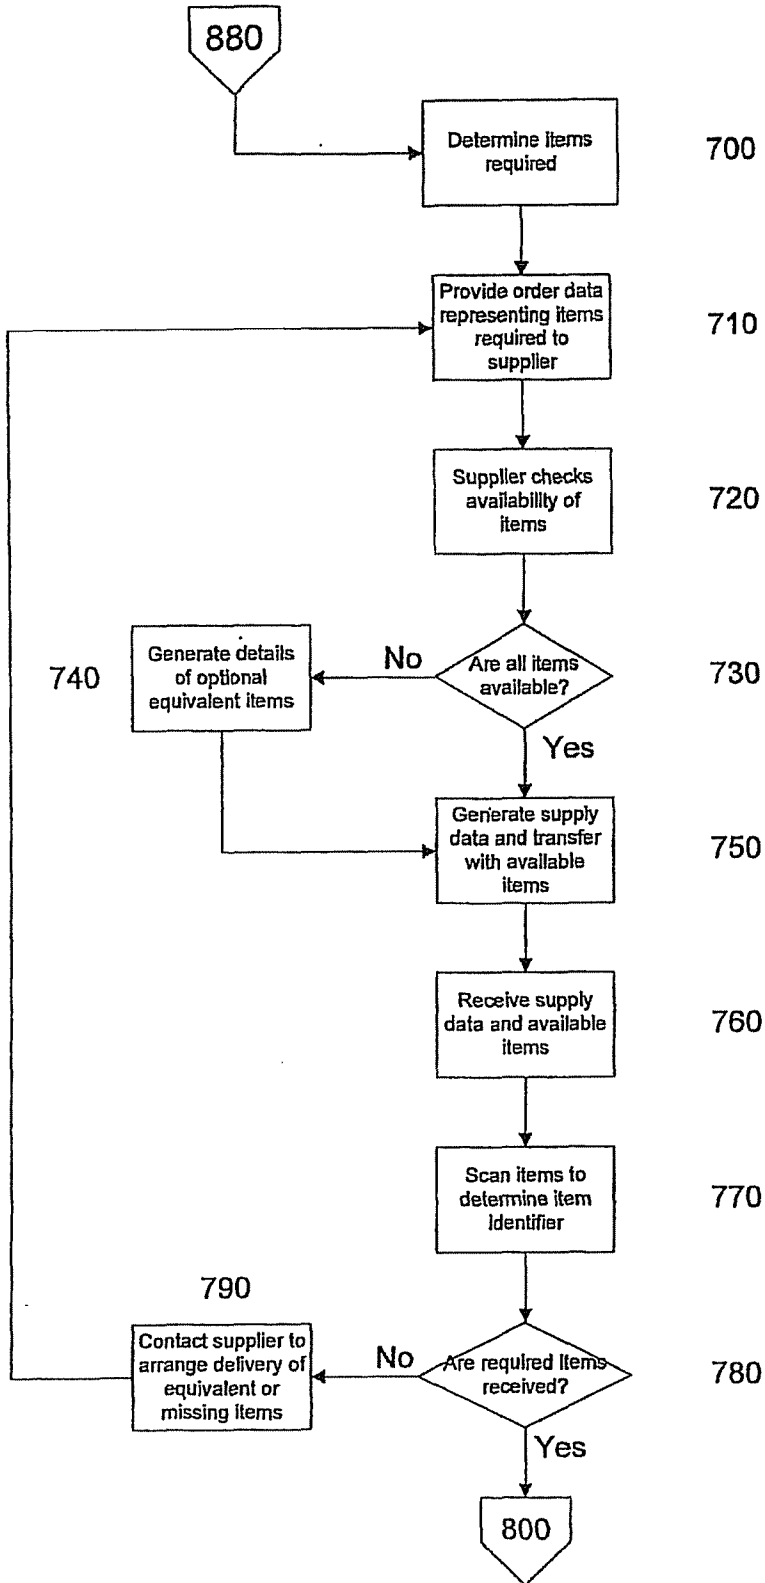 880
Determine items
required
700
Provide order data
representing items
required to
supplier
710
Supplier checks
availability of
items
720
Are all items
available?
730
No
Yes
Generate details
of optional
equivalent items
740
Generate supply
data and transfer
with available
items
750
Receive supply
data and available
items
760
Scan items to
determine item
Identifier
770
Are required items
received?
780
No
Yes
790
Contact supplier to
arrange delivery of
equivalent or
missing items
800